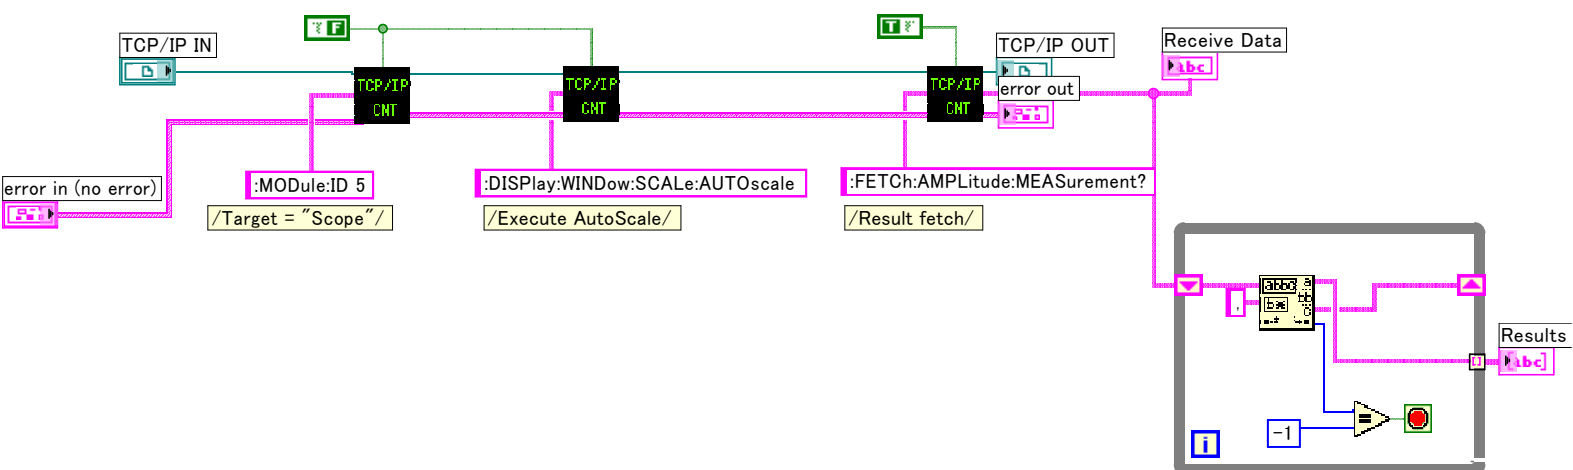 F
T
TCP/IP IN
TCP/IP OUT
Receive Data
abc
TCP/IP
CNT
TCP/IP
CNT
TCP/IP
CNT
error out
error in (no error)
:MODule:ID 5
:DISPlay:WINDow:SCALe:AUTOscale
:FETCh:AMPLitude:MEASurement?
/Target = "Scope"/
/Execute AutoScale/
/Result fetch/
,
Results
[abc]
-1
=
i